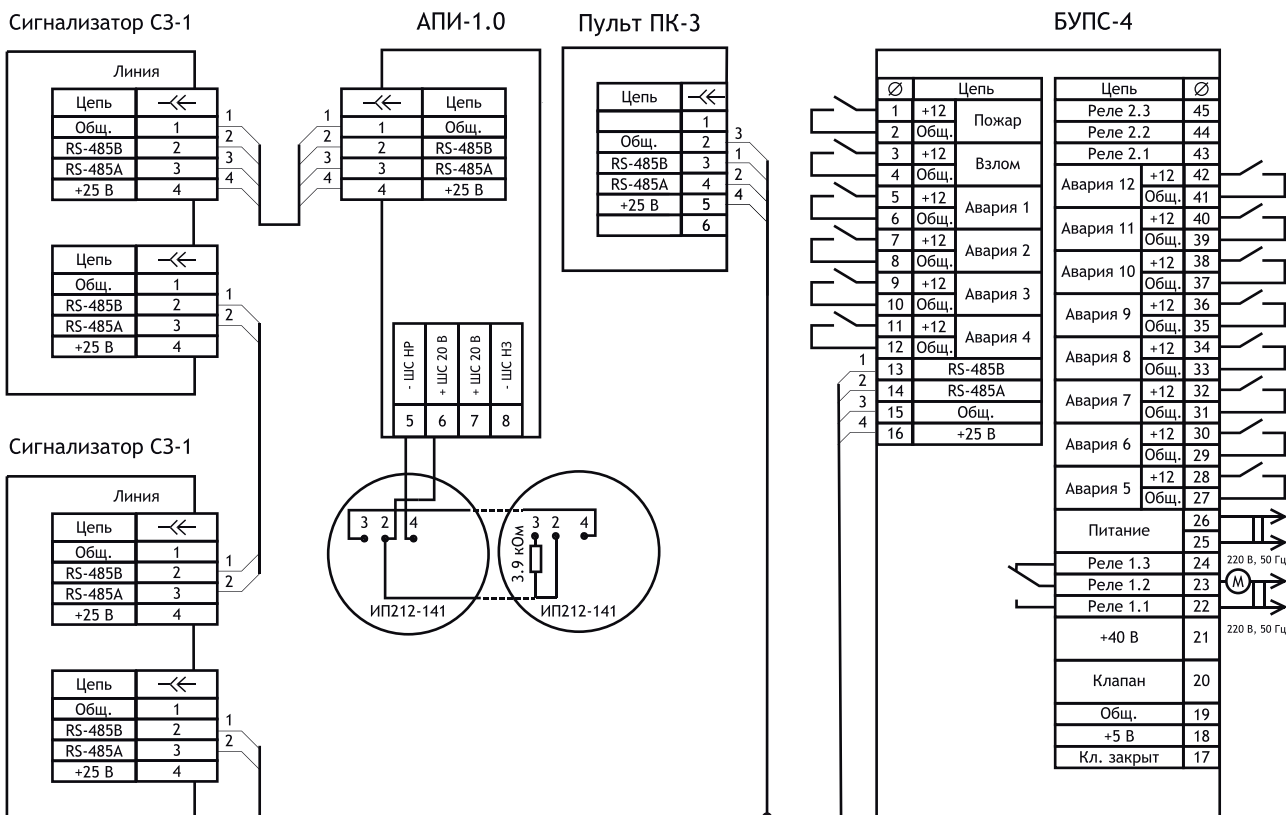 Сигнализатор СЗ-1
АПИ-1.0
Пульт ПК-3
БУПС-4
Линия
Цепь
Общ. 1
RS-485B 2
RS-485A 3
+25 В 4
1
2
3
4
Цепь
Общ. 1
RS-485B 2
RS-485A 3
+25 В 4
1
2
1
2
3
4
Цепь
1 Общ.
2 RS-485B
3 RS-485A
4 +25 В
- ШС НР
+ ШС 20 В
+ ШС 20 В
- ШС НЗ
5 6 7 8
3 2 4
3 2 4
3,9 кОм
ИП212-141
ИП212-141
Цепь
1
Общ. 2
RS-485B 3
RS-485A 4
+25 В 5
6
3
1
2
4
Сигнализатор СЗ-1
Линия
Цепь
Общ. 1
RS-485B 2
RS-485A 3
+25 В 4
1
2
Цепь
Общ. 1
RS-485B 2
RS-485A 3
+25 В 4
1
2
∅ Цепь
1 +12 Пожар
2 Общ.
3 +12 Взлом
4 Общ.
5 +12 Авария 1
6 Общ.
7 +12 Авария 2
8 Общ.
9 +12 Авария 3
10 Общ.
11 +12 Авария 4
12 Общ.
13 RS-485B
14 RS-485A
15 Общ.
16 +25 В
1
2
3
4
Цепь ∅
Реле 2.3 45
Реле 2.2 44
Реле 2.1 43
Авария 12 +12 42
Общ. 41
Авария 11 +12 40
Общ. 39
Авария 10 +12 38
Общ. 37
Авария 9 +12 36
Общ. 35
Авария 8 +12 34
Общ. 33
Авария 7 +12 32
Общ. 31
Авария 6 +12 30
Общ. 29
Авария 5 +12 28
Общ. 27
Питание 26
25
220 В, 50 Гц
Реле 1.3 24
Реле 1.2 23
М
Реле 1.1 22
220 В, 50 Гц
+40 В 21
Клапан 20
Общ. 19
+5 В 18
Кл. закрыт 17